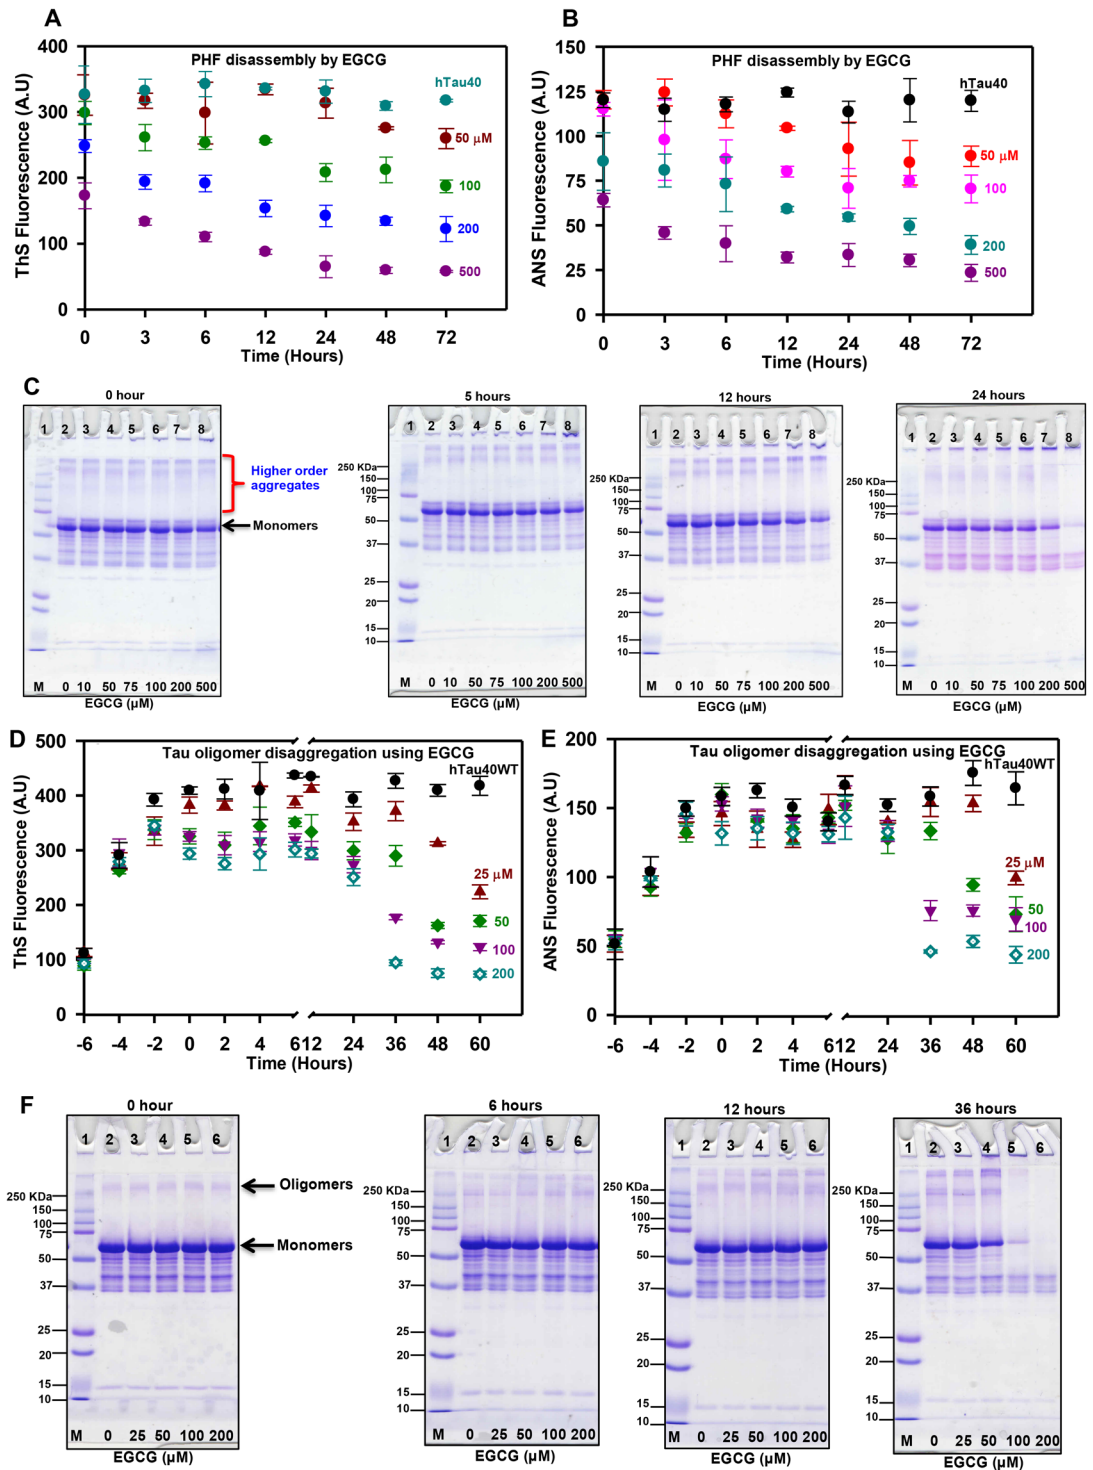 A
PHF disassembly by EGCG
ThS Fluorescence (A.U)
400
300
200
100
0
hTau40
50 µM
100
200
500
0 3 6 12 24 48 72
Time (Hours)
B
PHF disassembly by EGCG
ANS Fluorescence (A.U)
150
125
100
75
50
25
0
hTau40
50 µM
100
200
500
0 3 6 12 24 48 72
Time (Hours)
C
0 hour
1 2 3 4 5 6 7 8
Higher order
aggregates
Monomers
M 0 10 50 75 100 200 500
EGCG (µM)
5 hours
1 2 3 4 5 6 7 8
250 KDa
150
100
75
50
37
25
20
15
10
M 0 10 50 75 100 200 500
EGCG (µM)
12 hours
1 2 3 4 5 6 7 8
250 KDa
150
100
75
50
37
25
20
15
10
M 0 10 50 75 100 200 500
EGCG (µM)
24 hours
1 2 3 4 5 6 7 8
250 KDa
150
100
75
50
37
25
20
15
10
M 0 10 50 75 100 200 500
EGCG (µM)
D
Tau oligomer disaggregation using EGCG
ThS Fluorescence (A.U)
500
400
300
200
100
0
hTau40WT
25 µM
50
100
200
-6 -4 -2 0 2 4 6 12 24 36 48 60
Time (Hours)
E
Tau oligomer disaggregation using EGCG
ANS Fluorescence (A.U)
200
150
100
50
0
hTau40WT
25 µM
50
100
200
-6 -4 -2 0 2 4 6 12 24 36 48 60
Time (Hours)
F
0 hour
1 2 3 4 5 6
250 KDa
150
100
75
50
37
25
20
15
10
Oligomers
Monomers
M 0 25 50 100 200
EGCG (µM)
6 hours
1 2 3 4 5 6
250 KDa
150
100
75
50
37
25
20
15
10
M 0 25 50 100 200
EGCG (µM)
12 hours
1 2 3 4 5 6
250 KDa
150
100
75
50
37
25
20
15
10
M 0 25 50 100 200
EGCG (µM)
36 hours
1 2 3 4 5 6
250 KDa
150
100
75
50
37
25
20
15
10
M 0 25 50 100 200
EGCG (µM)